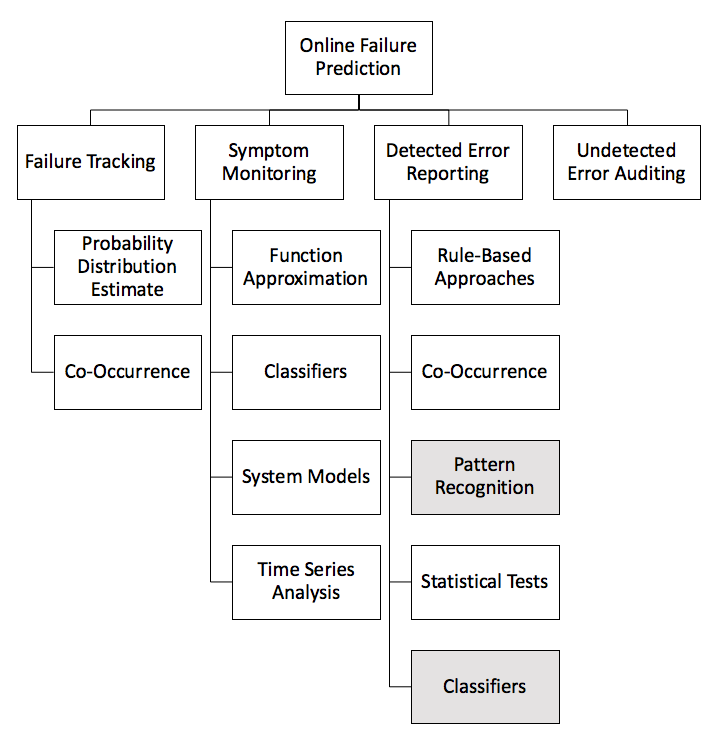 Online Failure
Prediction
Failure Tracking
Symptom
Monitoring
Detected Error
Reporting
Undetected
Error Auditing
Probability
Distribution
Estimate
Co-Occurrence
Function
Approximation
Classifiers
System Models
Time Series
Analysis
Rule-Based
Approaches
Co-Occurrence
Pattern
Recognition
Statistical Tests
Classifiers